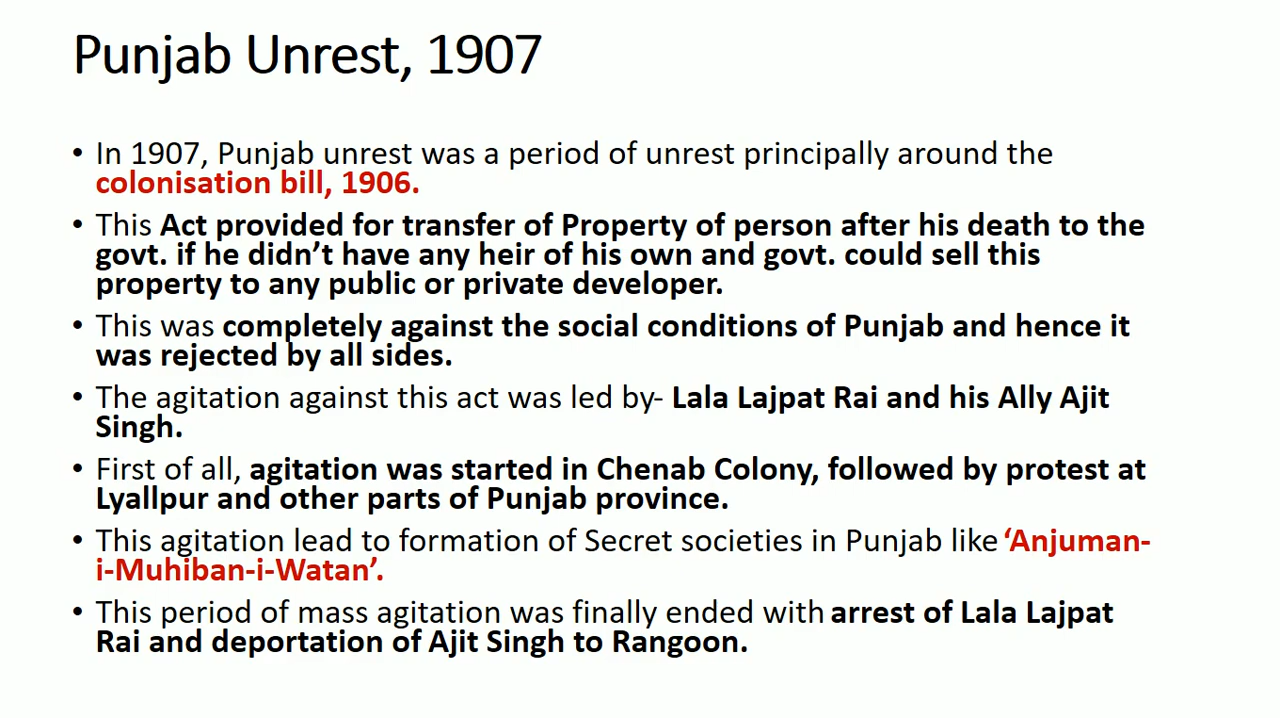 Punjab Unrest, 1907
• In 1907, Punjab unrest was a period of unrest principally around the
colonisation bill, 1906.
• This Act provided for transfer of Property of person after his death to the
govt. if he didn’t have any heir of his own and govt. could sell this
property to any public or private developer.
• This was completely against the social conditions of Punjab and hence it
was rejected by all sides.
• The agitation against this act was led by- Lala Lajpat Rai and his Ally Ajit
Singh.
• First of all, agitation was started in Chenab Colony, followed by protest at
Lyallpur and other parts of Punjab province.
• This agitation lead to formation of Secret societies in Punjab like ‘Anjuman-
i-Muhiban-i-Watan’.
• This period of mass agitation was finally ended with arrest of Lala Lajpat
Rai and deportation of Ajit Singh to Rangoon.